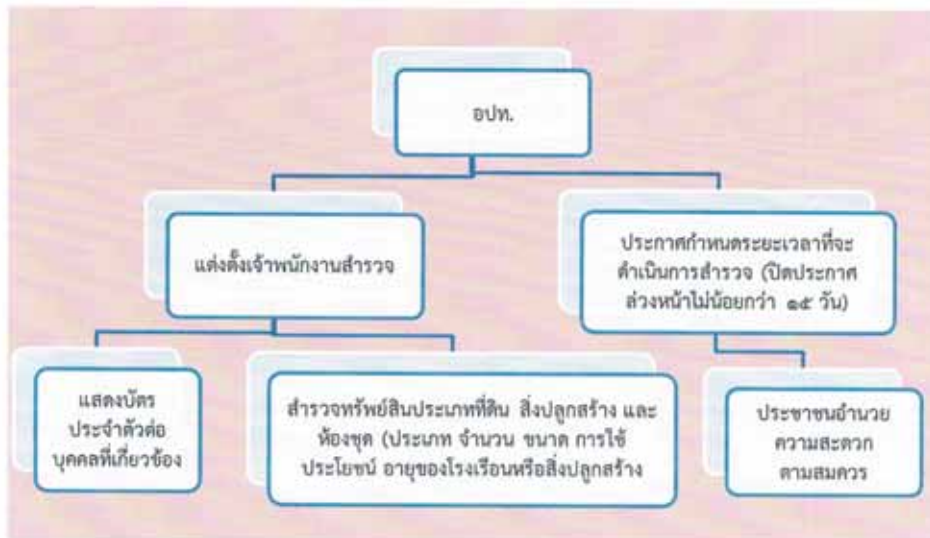 อปท.
แต่งตั้งเจ้าพนักงานสำรวจ
ประกาศกำหนดระยะเวลาที่จะ
ดำเนินการสำรวจ (ปิดประกาศ
ล่วงหน้าไม่น้อยกว่า ๑๕ วัน)
แสดงบัตร
ประจำตัวต่อ
บุคคลที่เกี่ยวข้อง
สำรวจทรัพย์สินประเภทที่ดิน สิ่งปลูกสร้าง และ
ห้องชุด (ประเภท จำนวน ขนาด การใช้
ประโยชน์ อายุของโรงเรือนหรือสิ่งปลูกสร้าง
ประชาชนอำนวย
ความสะดวก
ตามสมควร